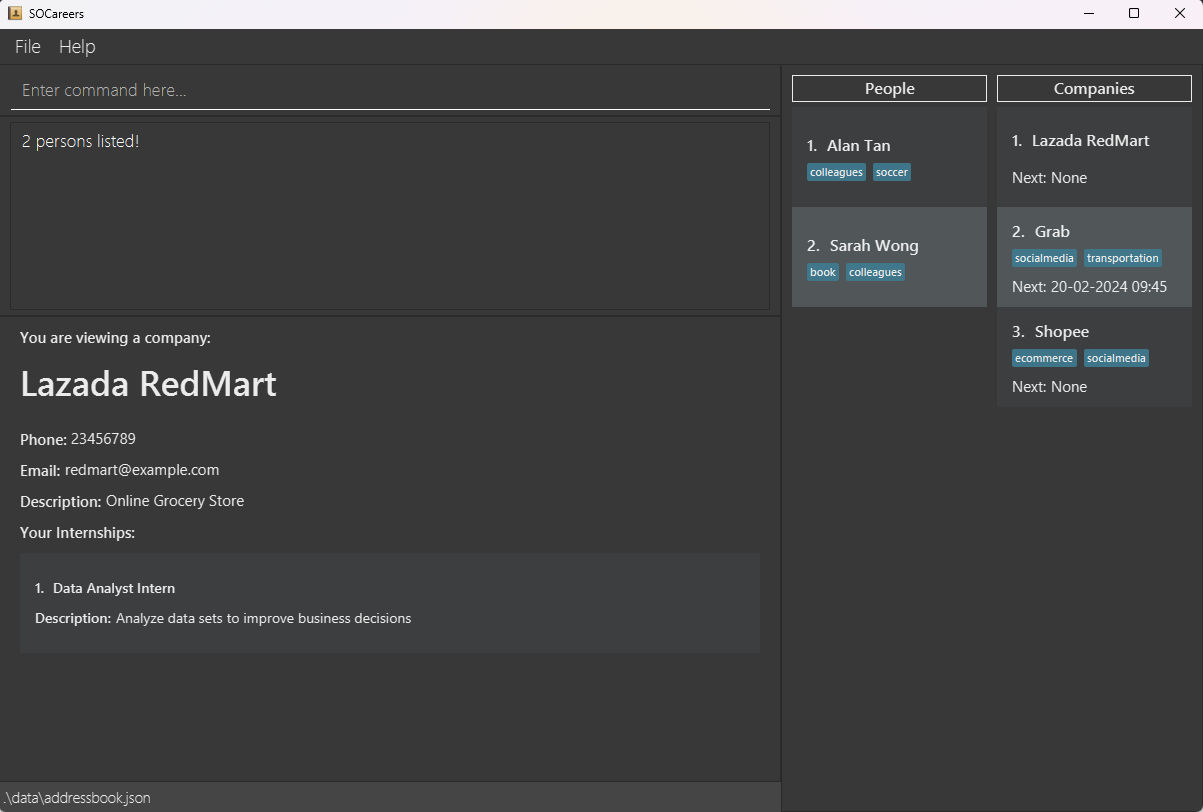 SOCareers
File Help
Enter command here...
2 persons listed!
You are viewing a company:
Lazada RedMart
Phone: 23456789
Email: redmart@example.com
Description: Online Grocery Store
Your Internships:
1. Data Analyst Intern
Description: Analyze data sets to improve business decisions
.\data\addressbook.json
People
1. Alan Tan
colleagues soccer
2. Sarah Wong
book colleagues
Companies
1. Lazada RedMart
Next: None
2. Grab
socialmedia transportation
Next: 20-02-2024 09:45
3. Shopee
ecommerce socialmedia
Next: None